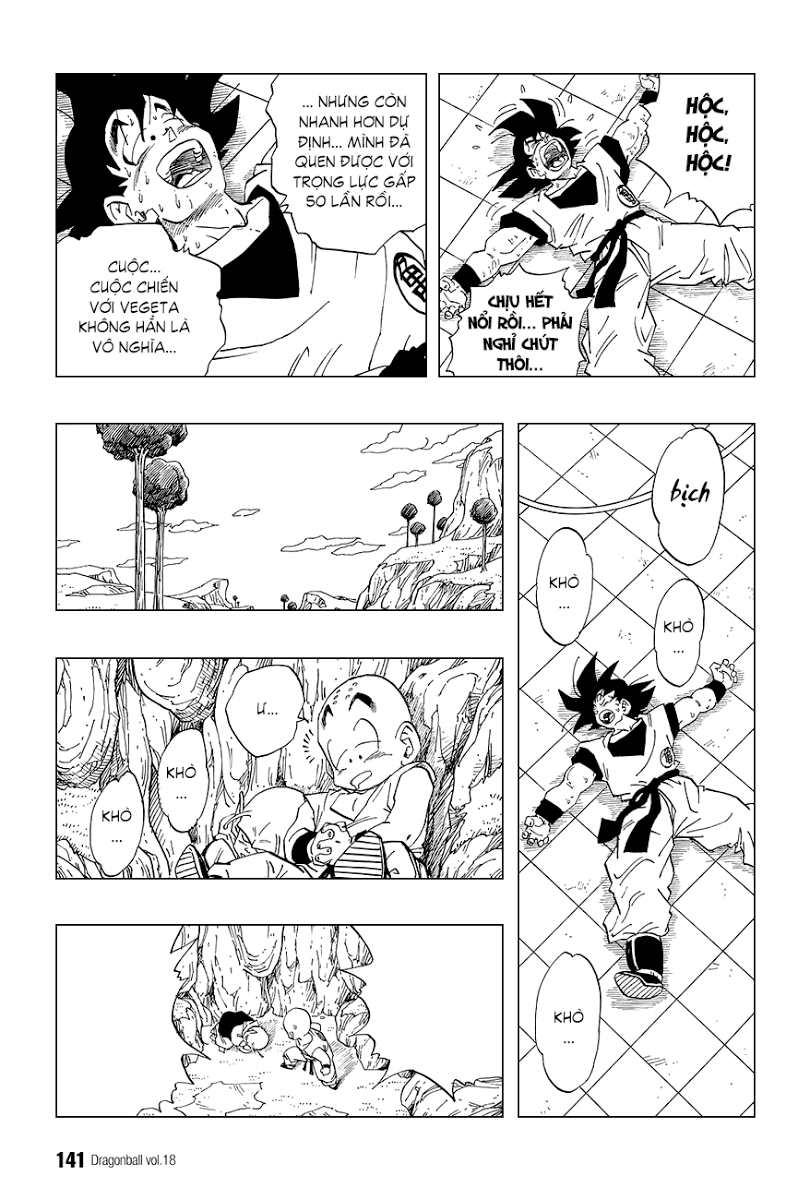 HỘC,
HỘC,
HỘC!
CHỊU HẾT
NỔI RỒI... PHẢI
NGHỈ CHÚT
THÔI...
... NHƯNG CÒN
NHANH HƠN DỰ
ĐỊNH... MÌNH ĐÃ
QUEN ĐƯỢC VỚI
TRỌNG LỰC GẤP
50 LẦN RỒI...
CUỘC...
CUỘC CHIẾN
VỚI VEGETA
KHÔNG HẲN LÀ
VÔ NGHĨA...
bịch
KHÒ
...
KHÒ
...
KHÒ
...
Ư...
KHÒ
...
KHÒ
...
141 Dragonball vol.18